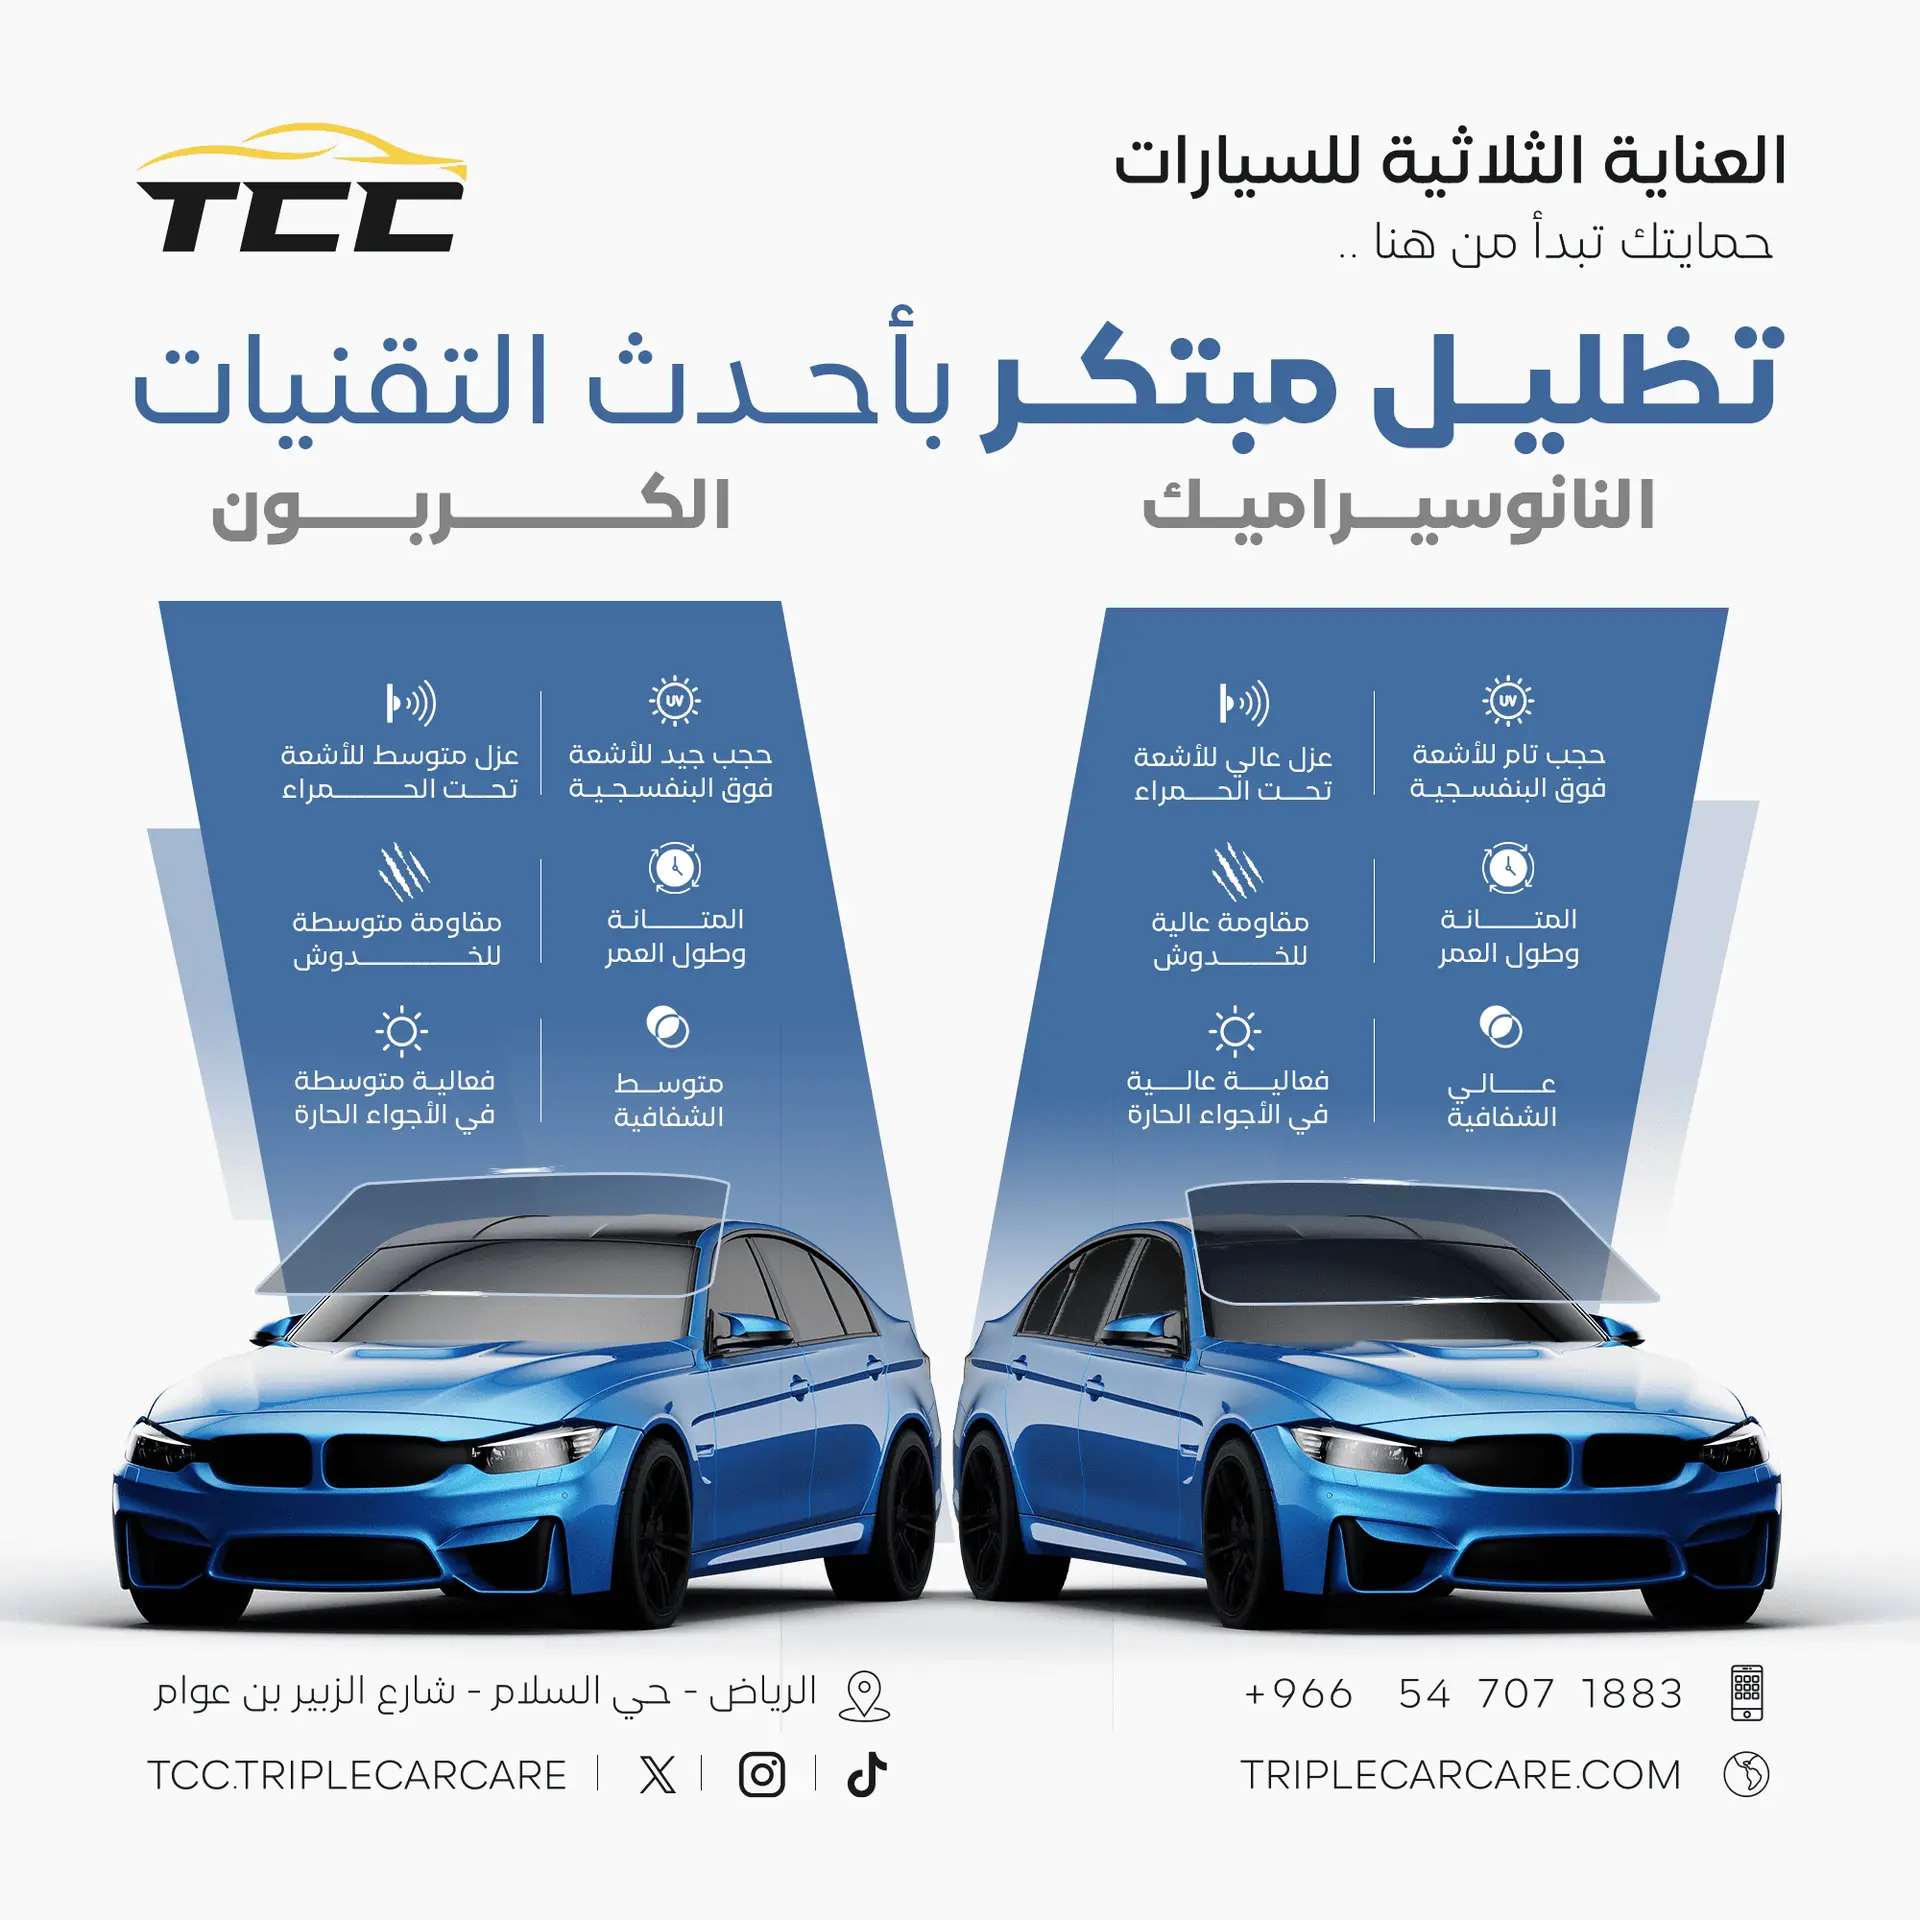 TCC
العناية الثلاثية للسيارات
حمايتك تبدأ من هنا ..
تظليل مبتكر بأحدث التقنيات
النانوسيراميك
حجب تام للأشعة
فوق البنفسجية
عزل عالي للأشعة
تحت الحمراء
المتانة
وطول العمر
مقاومة عالية
للخدوش
عالي
الشفافية
فعالية عالية
في الأجواء الحارة
الكربون
حجب جيد للأشعة
فوق البنفسجية
عزل متوسط للأشعة
تحت الحمراء
المتانة
وطول العمر
مقاومة متوسطة
للخدوش
متوسط
الشفافية
فعالية متوسطة
في الأجواء الحارة
UV
UV
+966 54 707 1883
الرياض - حي السلام - شارع الزبير بن عوام
TRIPLECARCARE.COM
TCC.TRIPLECARCARE